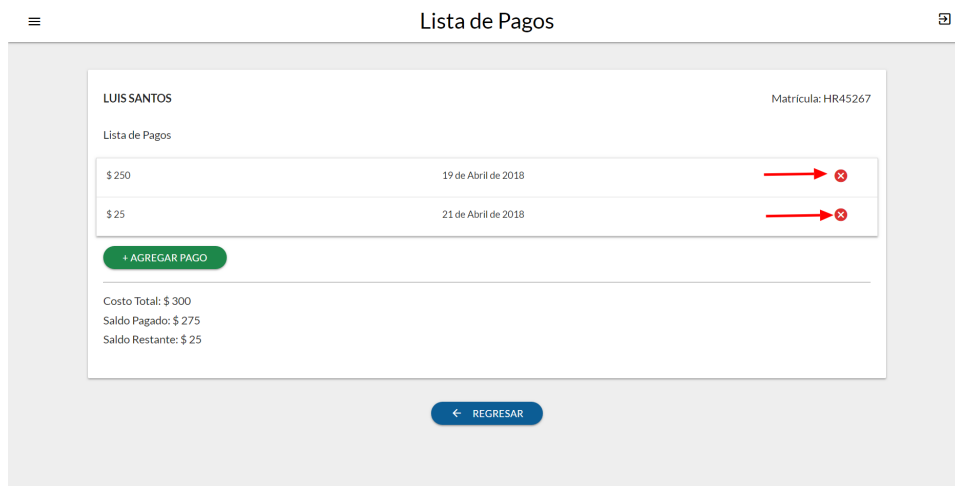 Lista de Pagos
LUIS SANTOS Matrícula: HR45267
Lista de Pagos
$ 250 19 de Abril de 2018
$ 25 21 de Abril de 2018
+ AGREGAR PAGO
Costo Total: $ 300
Saldo Pagado: $ 275
Saldo Restante: $ 25
← REGRESAR